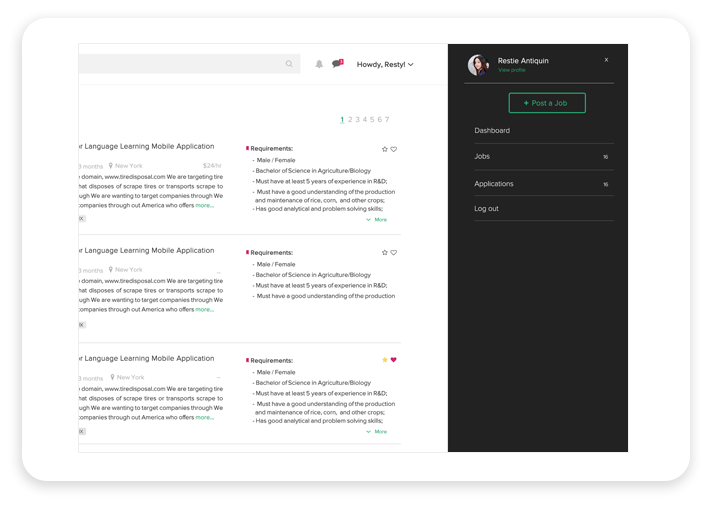 Howdy, Resty!
1 2 3 4 5 6 7
or Language Learning Mobile Application
3 months New York $24/hr
domain, www.tiredisposal.com We are targeting tire
hat disposes of scrape tires or transports scrape to
ugh We are wanting to target companies through We
companies through out America who offers more...
Requirements:
- Male / Female
- Bachelor of Science in Agriculture/Biology
- Must have at least 5 years of experience in R&D;
- Must have a good understanding of the production
and maintenance of rice, corn, and other crops;
- Has good analytical and problem solving skills;
More
or Language Learning Mobile Application
3 months New York ...
domain, www.tiredisposal.com We are targeting tire
hat disposes of scrape tires or transports scrape to
ugh We are wanting to target companies through We
companies through out America who offers more...
Requirements:
- Male / Female
- Bachelor of Science in Agriculture/Biology
- Must have at least 5 years of experience in R&D;
- Must have a good understanding of the production
or Language Learning Mobile Application
3 months New York ...
domain, www.tiredisposal.com We are targeting tire
hat disposes of scrape tires or transports scrape to
ugh We are wanting to target companies through We
companies through out America who offers more...
Requirements:
- Male / Female
- Bachelor of Science in Agriculture/Biology
- Must have at least 5 years of experience in R&D;
- Must have a good understanding of the production
and maintenance of rice, corn, and other crops;
- Has good analytical and problem solving skills;
More
Restie Antiquin x
View profile
+ Post a Job
Dashboard
Jobs 16
Applications 16
Log out